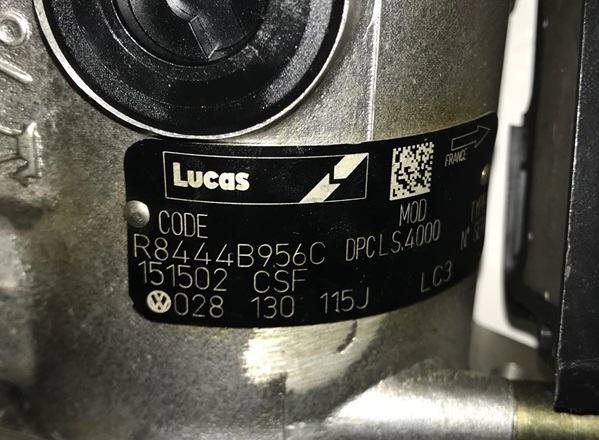 Lucas
FRANCE
CODE MOD
R8444B956C DPCLS.4000
151502 CSF LC3
028 130 115J